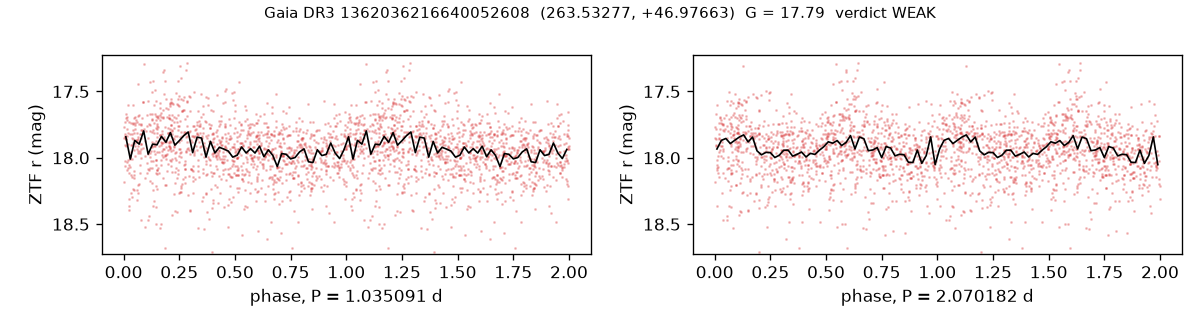 Gaia DR3 1362036216640052608 (263.53277, +46.97663) G = 17.79 verdict WEAK
ZTF r (mag)
17.5
18.0
18.5
0.00 0.25 0.50 0.75 1.00 1.25 1.50 1.75 2.00
phase, P = 1.035091 d
ZTF r (mag)
17.5
18.0
18.5
0.00 0.25 0.50 0.75 1.00 1.25 1.50 1.75 2.00
phase, P = 2.070182 d